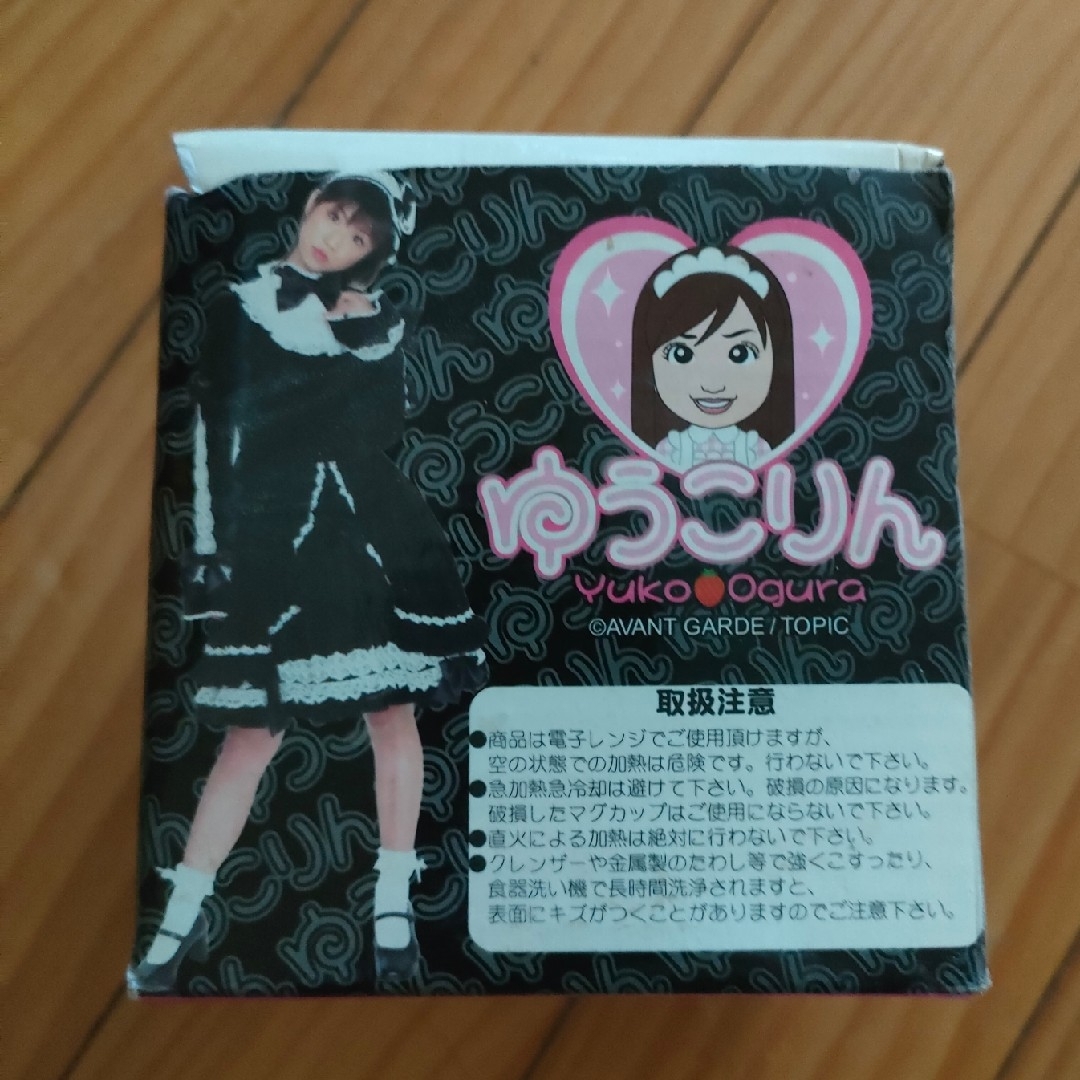 ゆうこりん
Yuko Ogura
©AVANT GARDE / TOPIC
取扱注意
●商品は電子レンジでご使用頂けますが、
空の状態での加熱は危険です。行わないで下さい。
●急加熱急冷却は避けて下さい。破損の原因になります。
破損したマグカップはご使用にならないで下さい。
●直火による加熱は絶対に行わないで下さい。
●クレンザーや金属製のたわし等で強くこすったり、
食器洗い機で長時間洗浄されますと、
表面にキズがつくことがありますのでご注意下さい。